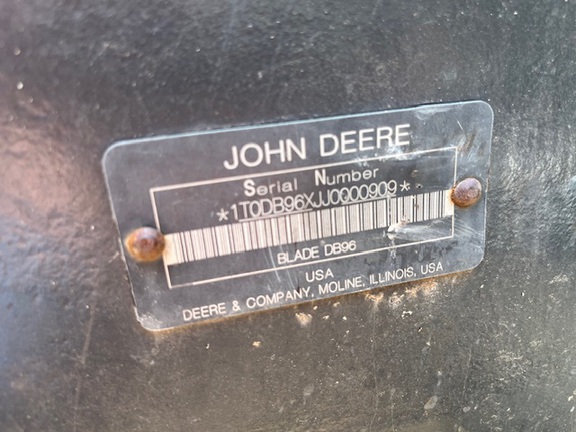 JOHN DEERE
Serial Number
*1T0DB96XJJ0000909*
BLADE DB96
USA
DEERE & COMPANY, MOLINE, ILLINOIS, USA